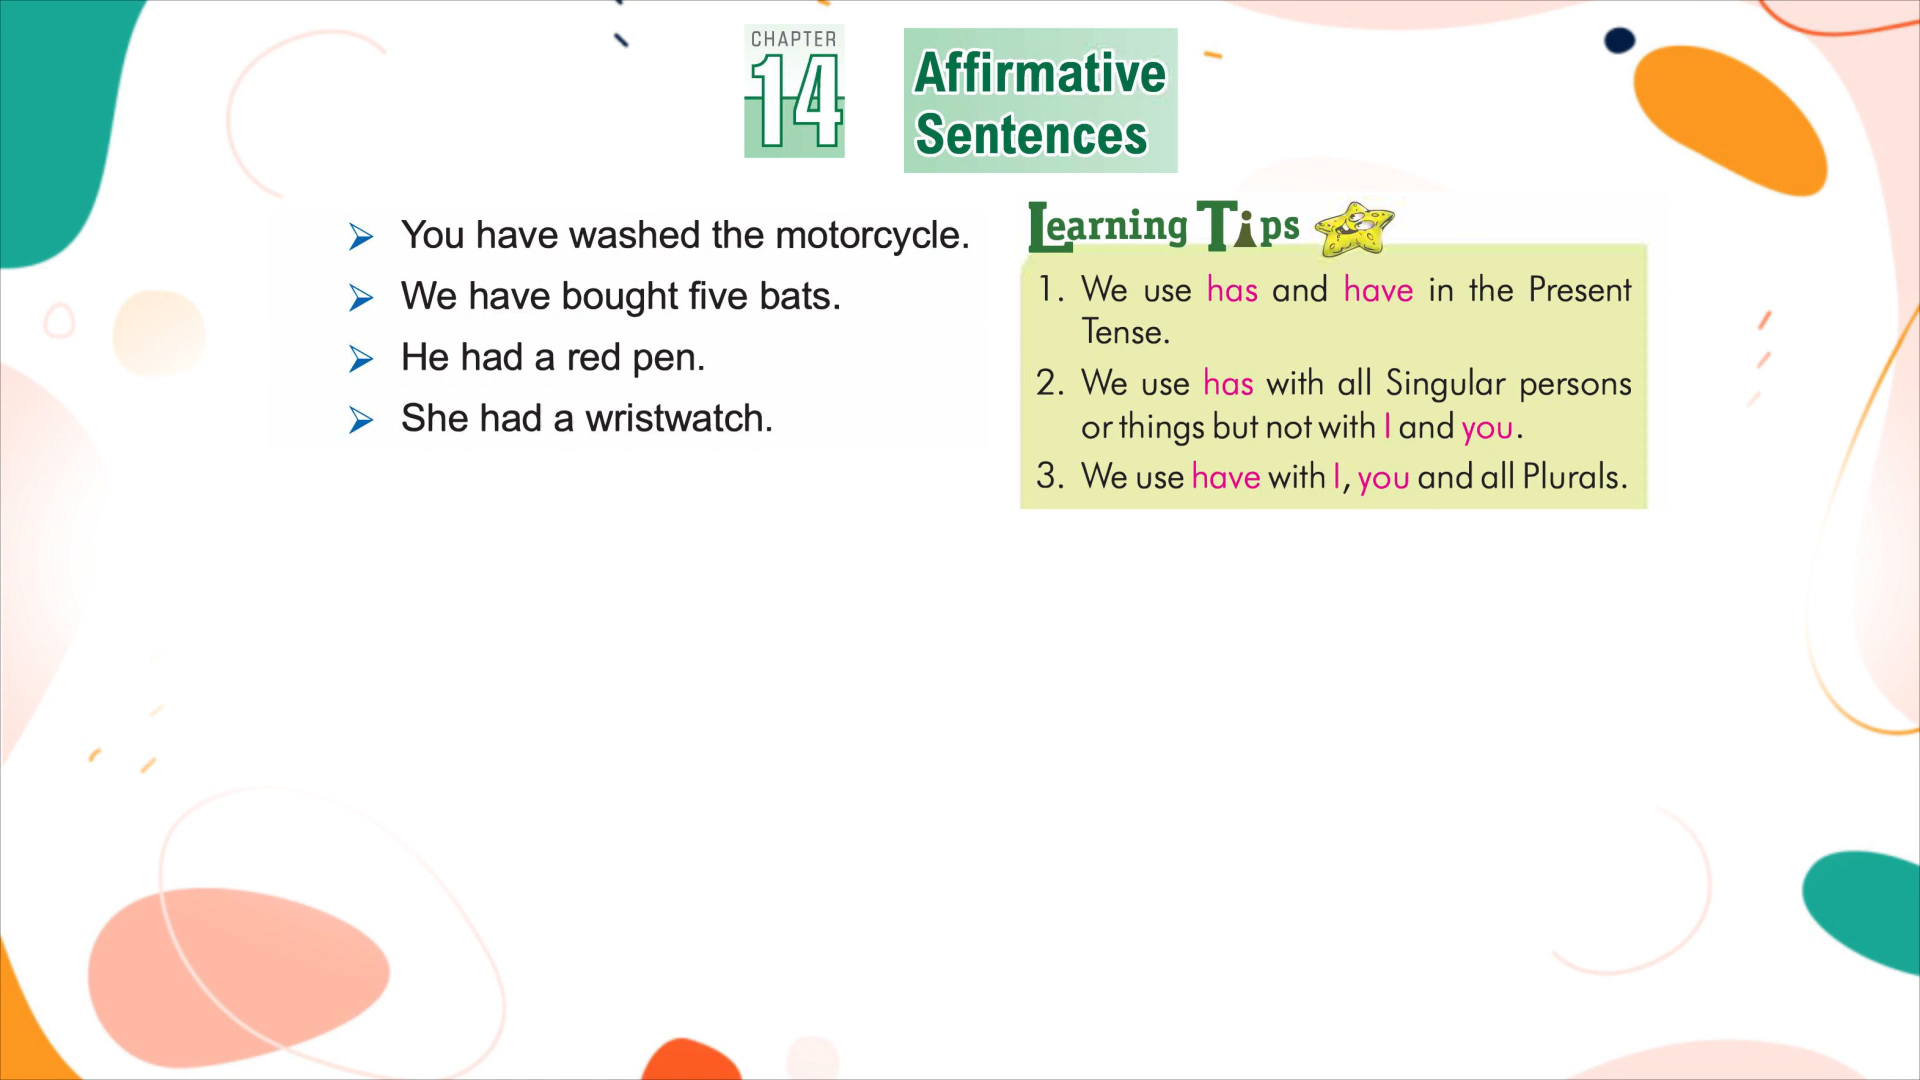 CHAPTER
14
Affirmative
Sentences
You have washed the motorcycle.
We have bought five bats.
He had a red pen.
She had a wristwatch.
Learning Tips
1. We use has and have in the Present
Tense.
2. We use has with all Singular persons
or things but not with I and you.
3. We use have with I, you and all Plurals.